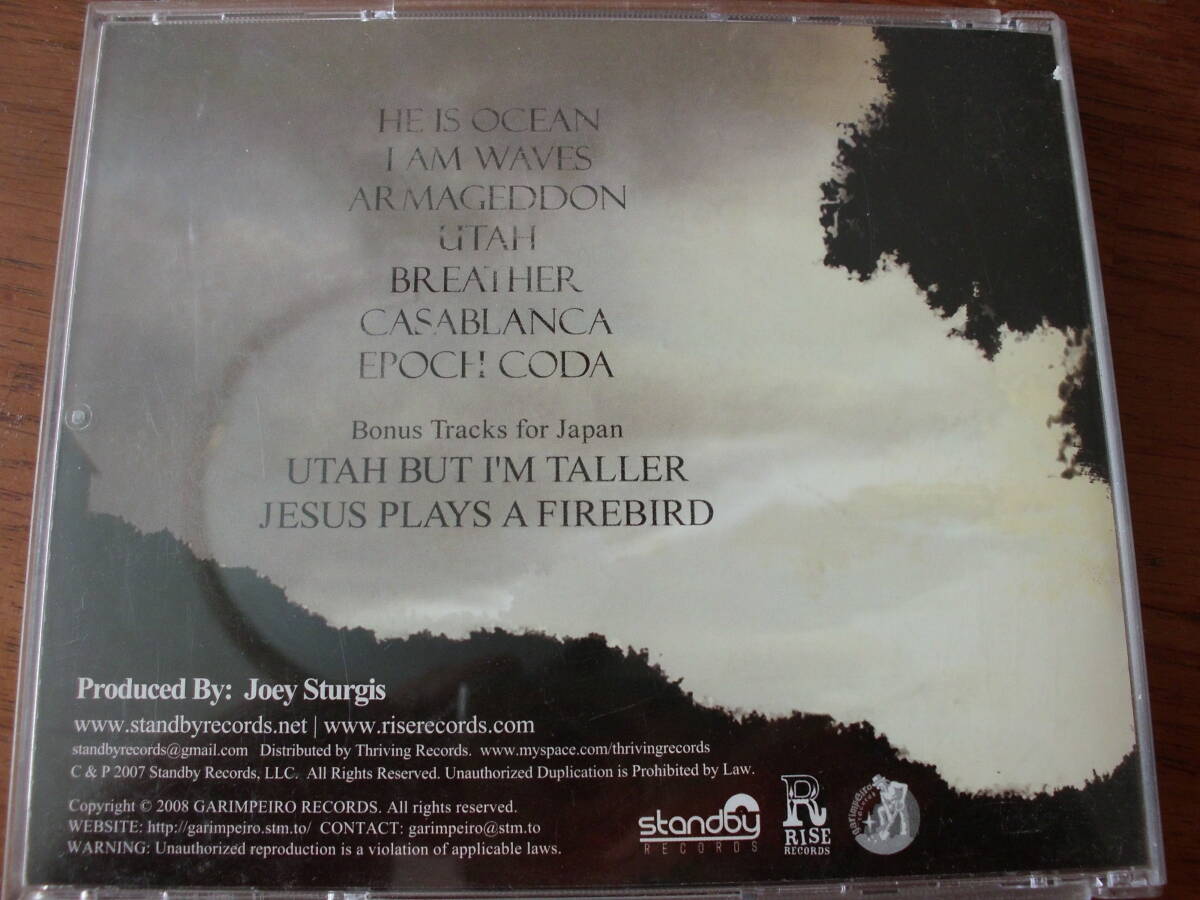 HE IS OCEAN
I AM WAVES
ARMAGEDDON
UTAH
BREATHER
CASABLANCA
EPOCH! CODA
Bonus Tracks for Japan
UTAH BUT I'M TALLER
JESUS PLAYS A FIREBIRD
Produced By: Joey Sturgis
www.standbyrecords.net | www.riserecords.com
standbyrecords@gmail.com Distributed by Thriving Records. www.myspace.com/thrivingrecords
C & P 2007 Standby Records, LLC. All Rights Reserved. Unauthorized Duplication is Prohibited by Law.
Copyright © 2008 GARIMPEIRO RECORDS. All rights reserved.
WEBSITE: http://garimpeiro.stm.to/ CONTACT: garimpeiro@stm.to
WARNING: Unauthorized reproduction is a violation of applicable laws.
standby
RECORDS
R
RISE
RECORDS
Garimpeiro
records